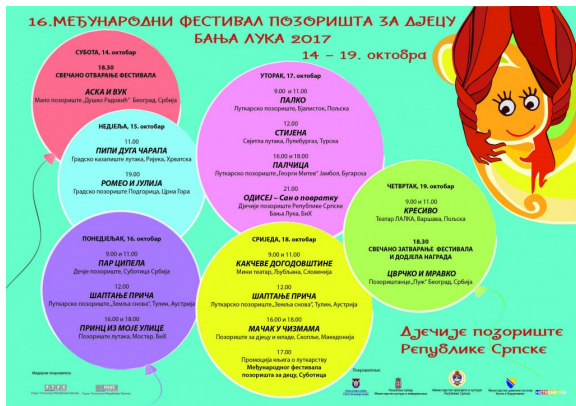 16.МЕЂУНАРОДНИ ФЕСТИВАЛ ПОЗОРИШТА ЗА ДЈЕЦУ
БАЊА ЛУКА 2017
14 – 19. октобра
СУБОТА, 14. октобар
18.30
СВЕЧАНО ОТВАРАЊЕ ФЕСТИВАЛА
АСКА И ВУК
Мало позориште „Душко Радовић“ Београд, Србија
НЕДЈЕЉА, 15. октобар
11.00
ПИПИ ДУГА ЧАРАПА
Градско казалиште лутака, Ријека, Хрватска
19.00
РОМЕО И ЈУЛИЈА
Градско позориште Подгорица, Црна Гора
ПОНЕДЈЕЉАК, 16. октобар
9.00 и 11.00
ПАР ЦИПЕЛА
Дечје позориште, Суботица Србија
12.00
ШАПТАЊЕ ПРИЧА
Луткарско позориште „Земља снова“, Тулин, Аустрија
16.00 и 18.00
ПРИНЦ ИЗ МОЈЕ УЛИЦЕ
Позориште лутака, Мостар, БиХ
УТОРАК, 17. октобар
9.00 и 11.00
ПАЛКО
Луткарско позориште, Бјалисток, Пољска
12.00
СТИЈЕНА
Свјетла лутака, Лулебургаз, Турска
16.00 и 18.00
ПАЛЧИЦА
Луткарско позориште „Георги Митев“ Јамбол, Бугарска
21.00
ОДИСЕЈ – Сан о повратку
Дјечије позориште Републике Српске
Бања Лука, БиХ
СРИЈЕДА, 18. октобар
9.00 и 11.00
КАКЧЕВЕ ДОГОДОВШТИНЕ
Мини театар, Љубљана, Словенија
12.00
ШАПТАЊЕ ПРИЧА
Луткарско позориште „Земља снова“, Тулин, Аустрија
16.00 и 18.00
МАЧАК У ЧИЗМАМА
Позориште за дјецу и младе, Скопље, Македонија
17.00
Промоција књига о луткарству
Међународног фестивала
позоришта за децу, Суботица
ЧЕТВРТАК, 19. октобар
9.00 и 11.00
КРЕСИВО
Театар ЛАЛКА, Варшава, Пољска
18.30
СВЕЧАНО ЗАТВАРАЊЕ ФЕСТИВАЛА
И ДОДЈЕЛА НАГРАДА
ЦВРЧКО И МРАВКО
Позориштанце „Пуж“ Београд, Србија
Дјечије позориште
Републике Српске